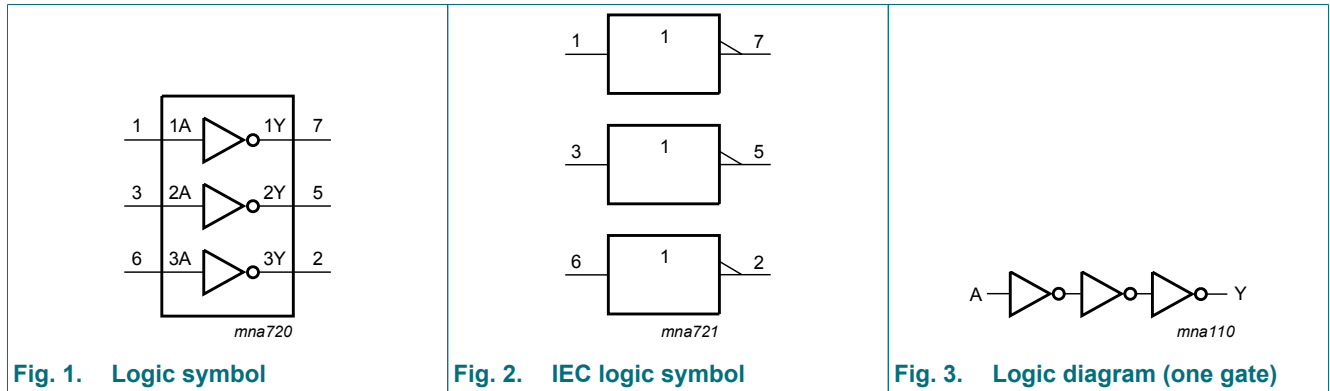 1 1A 1Y 7
3 2A 2Y 5
6 3A 3Y 2
mna720
Fig. 1. Logic symbol
1 1 7
3 1 5
6 1 2
mna721
Fig. 2. IEC logic symbol
A Y
mna110
Fig. 3. Logic diagram (one gate)